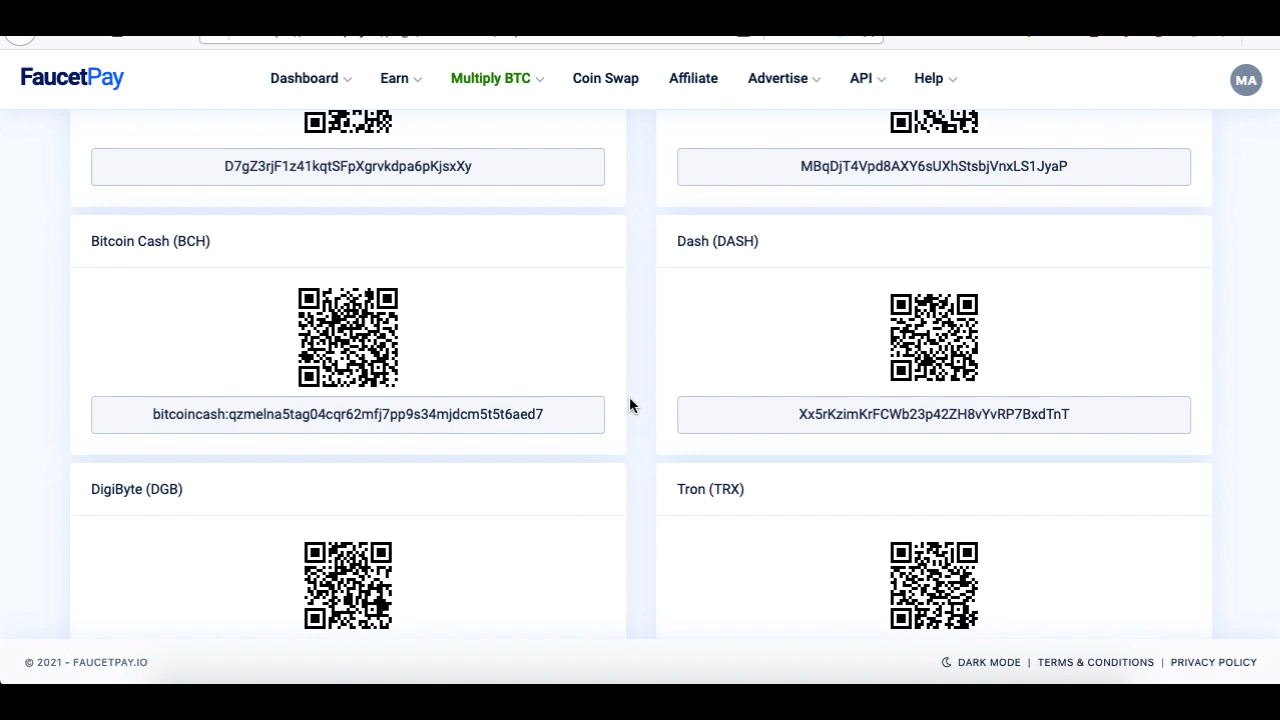 FaucetPay
Dashboard Earn Multiply BTC Coin Swap Affiliate Advertise API Help MA
D7gZ3rjF1z41kqtSFpXgrvkdpa6pKjsxXy
MBqDjT4Vpd8AXY6sUXhStsbjVnxLS1JyaP
Bitcoin Cash (BCH)
Dash (DASH)
bitcoincash:qzmelna5tag04cqr62mfj7pp9s34mjdcm5t5t6aed7
Xx5rKzimKrFCWb23p42ZH8vYvRP7BxdTnT
DigiByte (DGB)
Tron (TRX)
© 2021 - FAUCETPAY.IO
DARK MODE | TERMS & CONDITIONS | PRIVACY POLICY